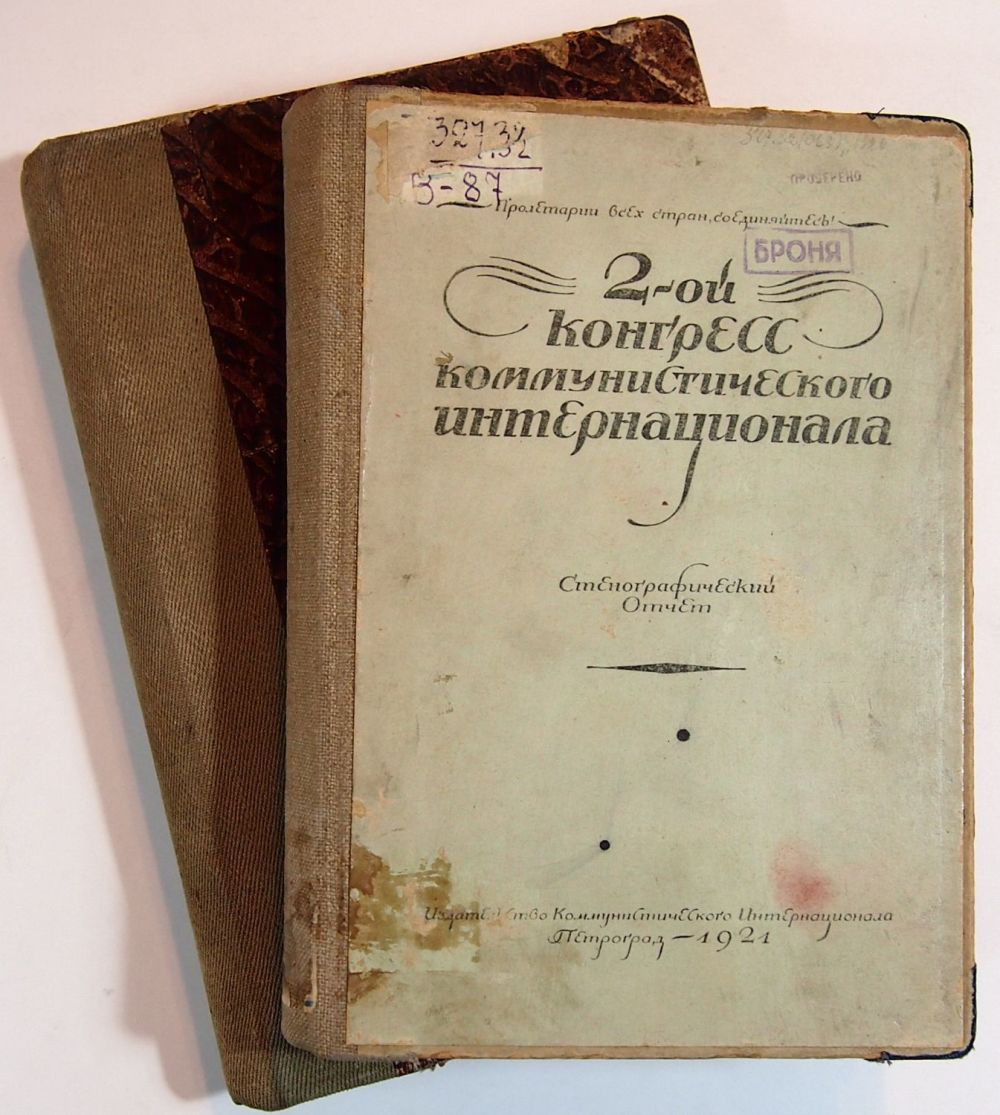 327.32
В-87
ПРОВЕРЕНО
Пролетарии всех стран, соединяйтесь!
БРОНЯ
2-ой
конгресс
коммунистического
интернационала
Стенографический
Отчет
Издательство Коммунистического Интернационала
Петроград — 1921